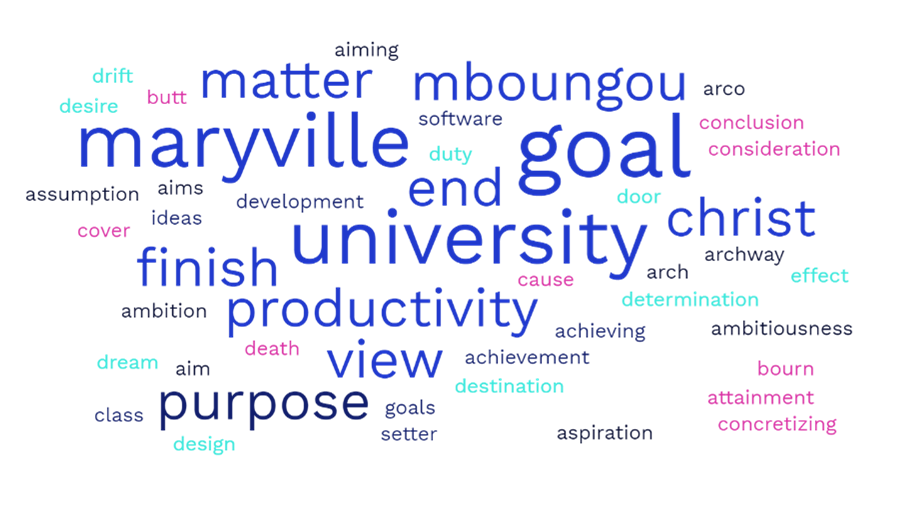 aiming
drift
matter
mboungou
desire
butt
arco
maryville
software
goal
conclusion
duty
consideration
assumption
aims
end
door
development
ideas
christ
cover
university
finish
archway
arch
effect
cause
determination
ambition
productivity
achieving
ambitiousness
death
view
achievement
dream
aim
bourn
destination
attainment
class
purpose
goals
concretizing
setter
aspiration
design